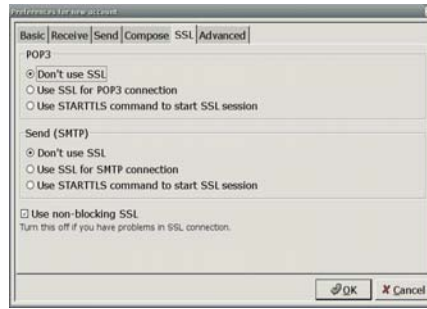 Preferences for new account
Basic Receive Send Compose SSL Advanced
POP3
Don't use SSL
Use SSL for POP3 connection
Use STARTTLS command to start SSL session
Send (SMTP)
Don't use SSL
Use SSL for SMTP connection
Use STARTTLS command to start SSL session
Use non-blocking SSL
Turn this off if you have problems in SSL connection.
OK Cancel